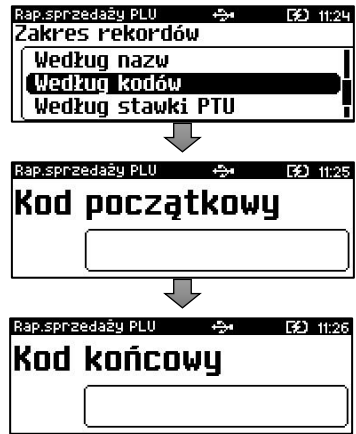 Rap.sprzedaży PLU 11:24
Zakres rekordów
Według nazw
Według kodów
Według stawki PTU
Rap.sprzedaży PLU 11:25
Kod początkowy
Rap.sprzedaży PLU 11:26
Kod końcowy